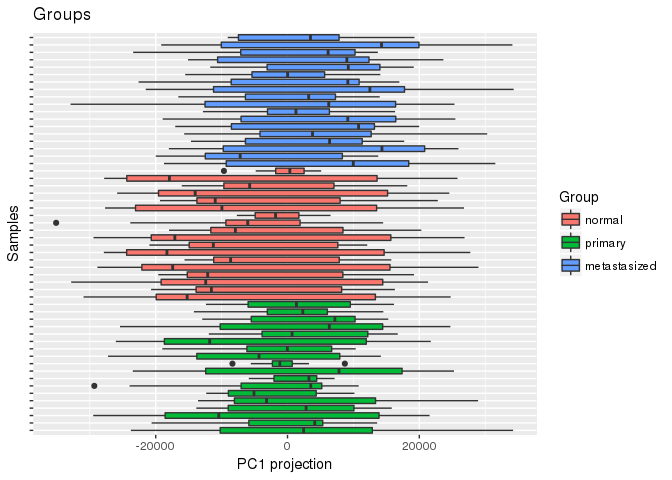 Groups
Samples
-20000
0
20000
PC1 projection
Group
normal
primary
metastasized